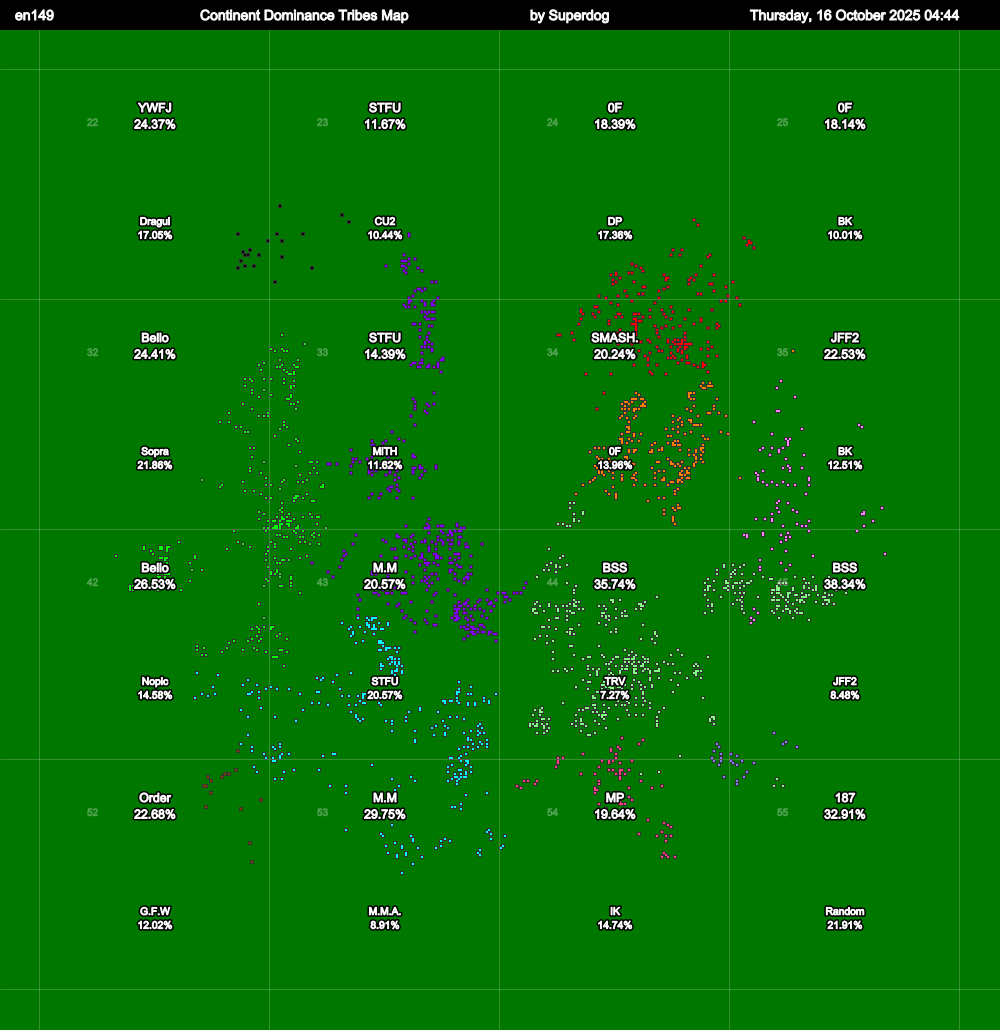 en149 Continent Dominance Tribes Map by Superdog Thursday, 16 October 2025 04:44
YWFJ STFU 0F 0F
22 24.37% 23 11.67% 24 18.39% 25 18.14%
Dragul CU2 DP BK
17.05% 10.44% 17.36% 10.01%
Bello STFU SMASH. JFF2
32 24.41% 33 14.39% 34 20.24% 35 22.53%
Sopra MITH 0F BK
21.86% 11.62% 13.96% 12.51%
Bello M.M BSS BSS
42 26.53% 43 20.57% 44 35.74% 45 38.34%
Nopic STFU TRV JFF2
14.58% 20.57% 7.27% 8.48%
Order M.M MP 187
52 22.68% 53 29.75% 54 19.64% 55 32.91%
G.F.W M.M.A. IK Random
12.02% 8.91% 14.74% 21.91%